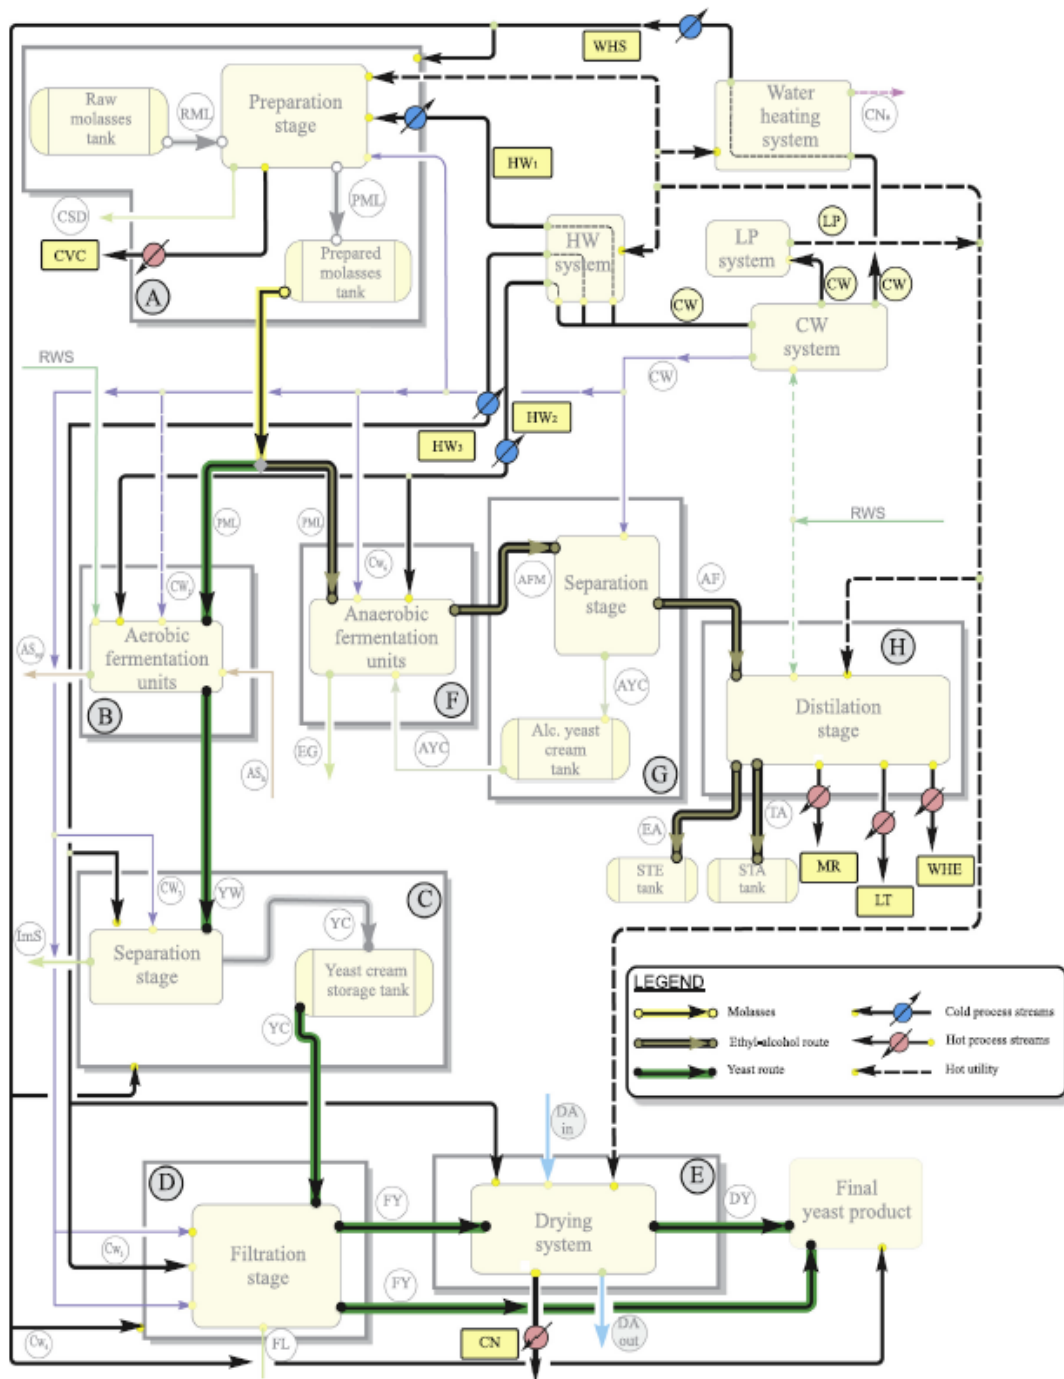 WHS
Raw
molasses
tank
RML
Preparation
stage
Water
heating
system
HW₁
PML
CSD
CVC
A
Prepared
molasses
tank
HW
system
LP
system
LP
CW
CW
CW
CW
system
RWS
CW
HW₂
HW₃
RWS
PML
PML
AFM
Separation
stage
AF
Aerobic
fermentation
units
Anaerobic
fermentation
units
B
F
H
AYC
Distilation
stage
EG
AYC
Alc. yeast
cream
tank
G
EA
TA
STE
tank
STA
tank
MR
LT
WHE
YW
C
ImS
Separation
stage
YC
Yeast cream
storage tank
YC
LEGEND
Molasses
Cold process streams
Ethyl-alcohol route
Hot process streams
Yeast route
Hot utility
DA
in
D
E
FY
Drying
system
DY
Final
yeast product
Filtration
stage
FY
FL
CN
DA
out